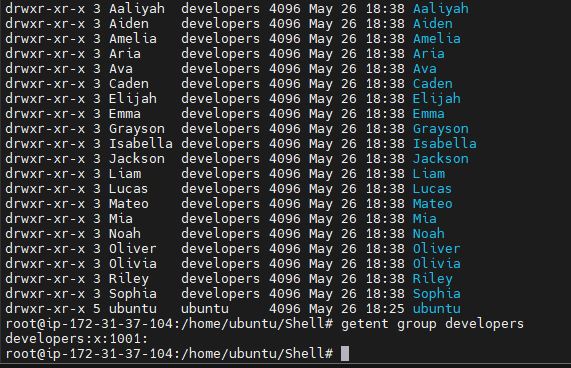 drwxr-xr-x 3 Aaliyah  developers 4096 May 26 18:38 Aaliyah
drwxr-xr-x 3 Aiden    developers 4096 May 26 18:38 Aiden
drwxr-xr-x 3 Amelia   developers 4096 May 26 18:38 Amelia
drwxr-xr-x 3 Aria     developers 4096 May 26 18:38 Aria
drwxr-xr-x 3 Ava      developers 4096 May 26 18:38 Ava
drwxr-xr-x 3 Caden    developers 4096 May 26 18:38 Caden
drwxr-xr-x 3 Elijah   developers 4096 May 26 18:38 Elijah
drwxr-xr-x 3 Emma     developers 4096 May 26 18:38 Emma
drwxr-xr-x 3 Grayson  developers 4096 May 26 18:38 Grayson
drwxr-xr-x 3 Isabella developers 4096 May 26 18:38 Isabella
drwxr-xr-x 3 Jackson  developers 4096 May 26 18:38 Jackson
drwxr-xr-x 3 Liam     developers 4096 May 26 18:38 Liam
drwxr-xr-x 3 Lucas    developers 4096 May 26 18:38 Lucas
drwxr-xr-x 3 Mateo    developers 4096 May 26 18:38 Mateo
drwxr-xr-x 3 Mia      developers 4096 May 26 18:38 Mia
drwxr-xr-x 3 Noah     developers 4096 May 26 18:38 Noah
drwxr-xr-x 3 Oliver   developers 4096 May 26 18:38 Oliver
drwxr-xr-x 3 Olivia   developers 4096 May 26 18:38 Olivia
drwxr-xr-x 3 Riley    developers 4096 May 26 18:38 Riley
drwxr-xr-x 3 Sophia   developers 4096 May 26 18:38 Sophia
drwxr-xr-x 5 ubuntu   ubuntu     4096 May 26 18:25 ubuntu
root@ip-172-31-37-104:/home/ubuntu/Shell# getent group developers
developers:x:1001:
root@ip-172-31-37-104:/home/ubuntu/Shell#